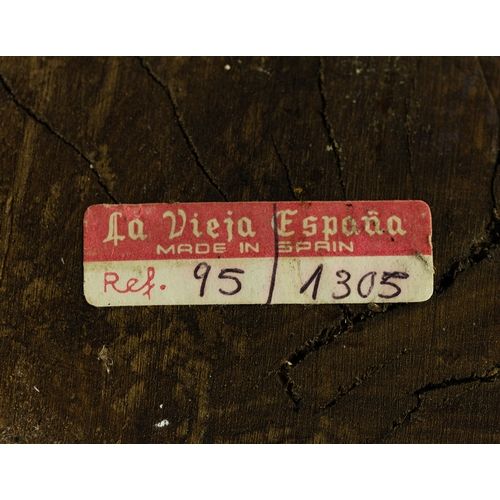 La Vieja España
MADE IN SPAIN
Ref. 95 / 1305